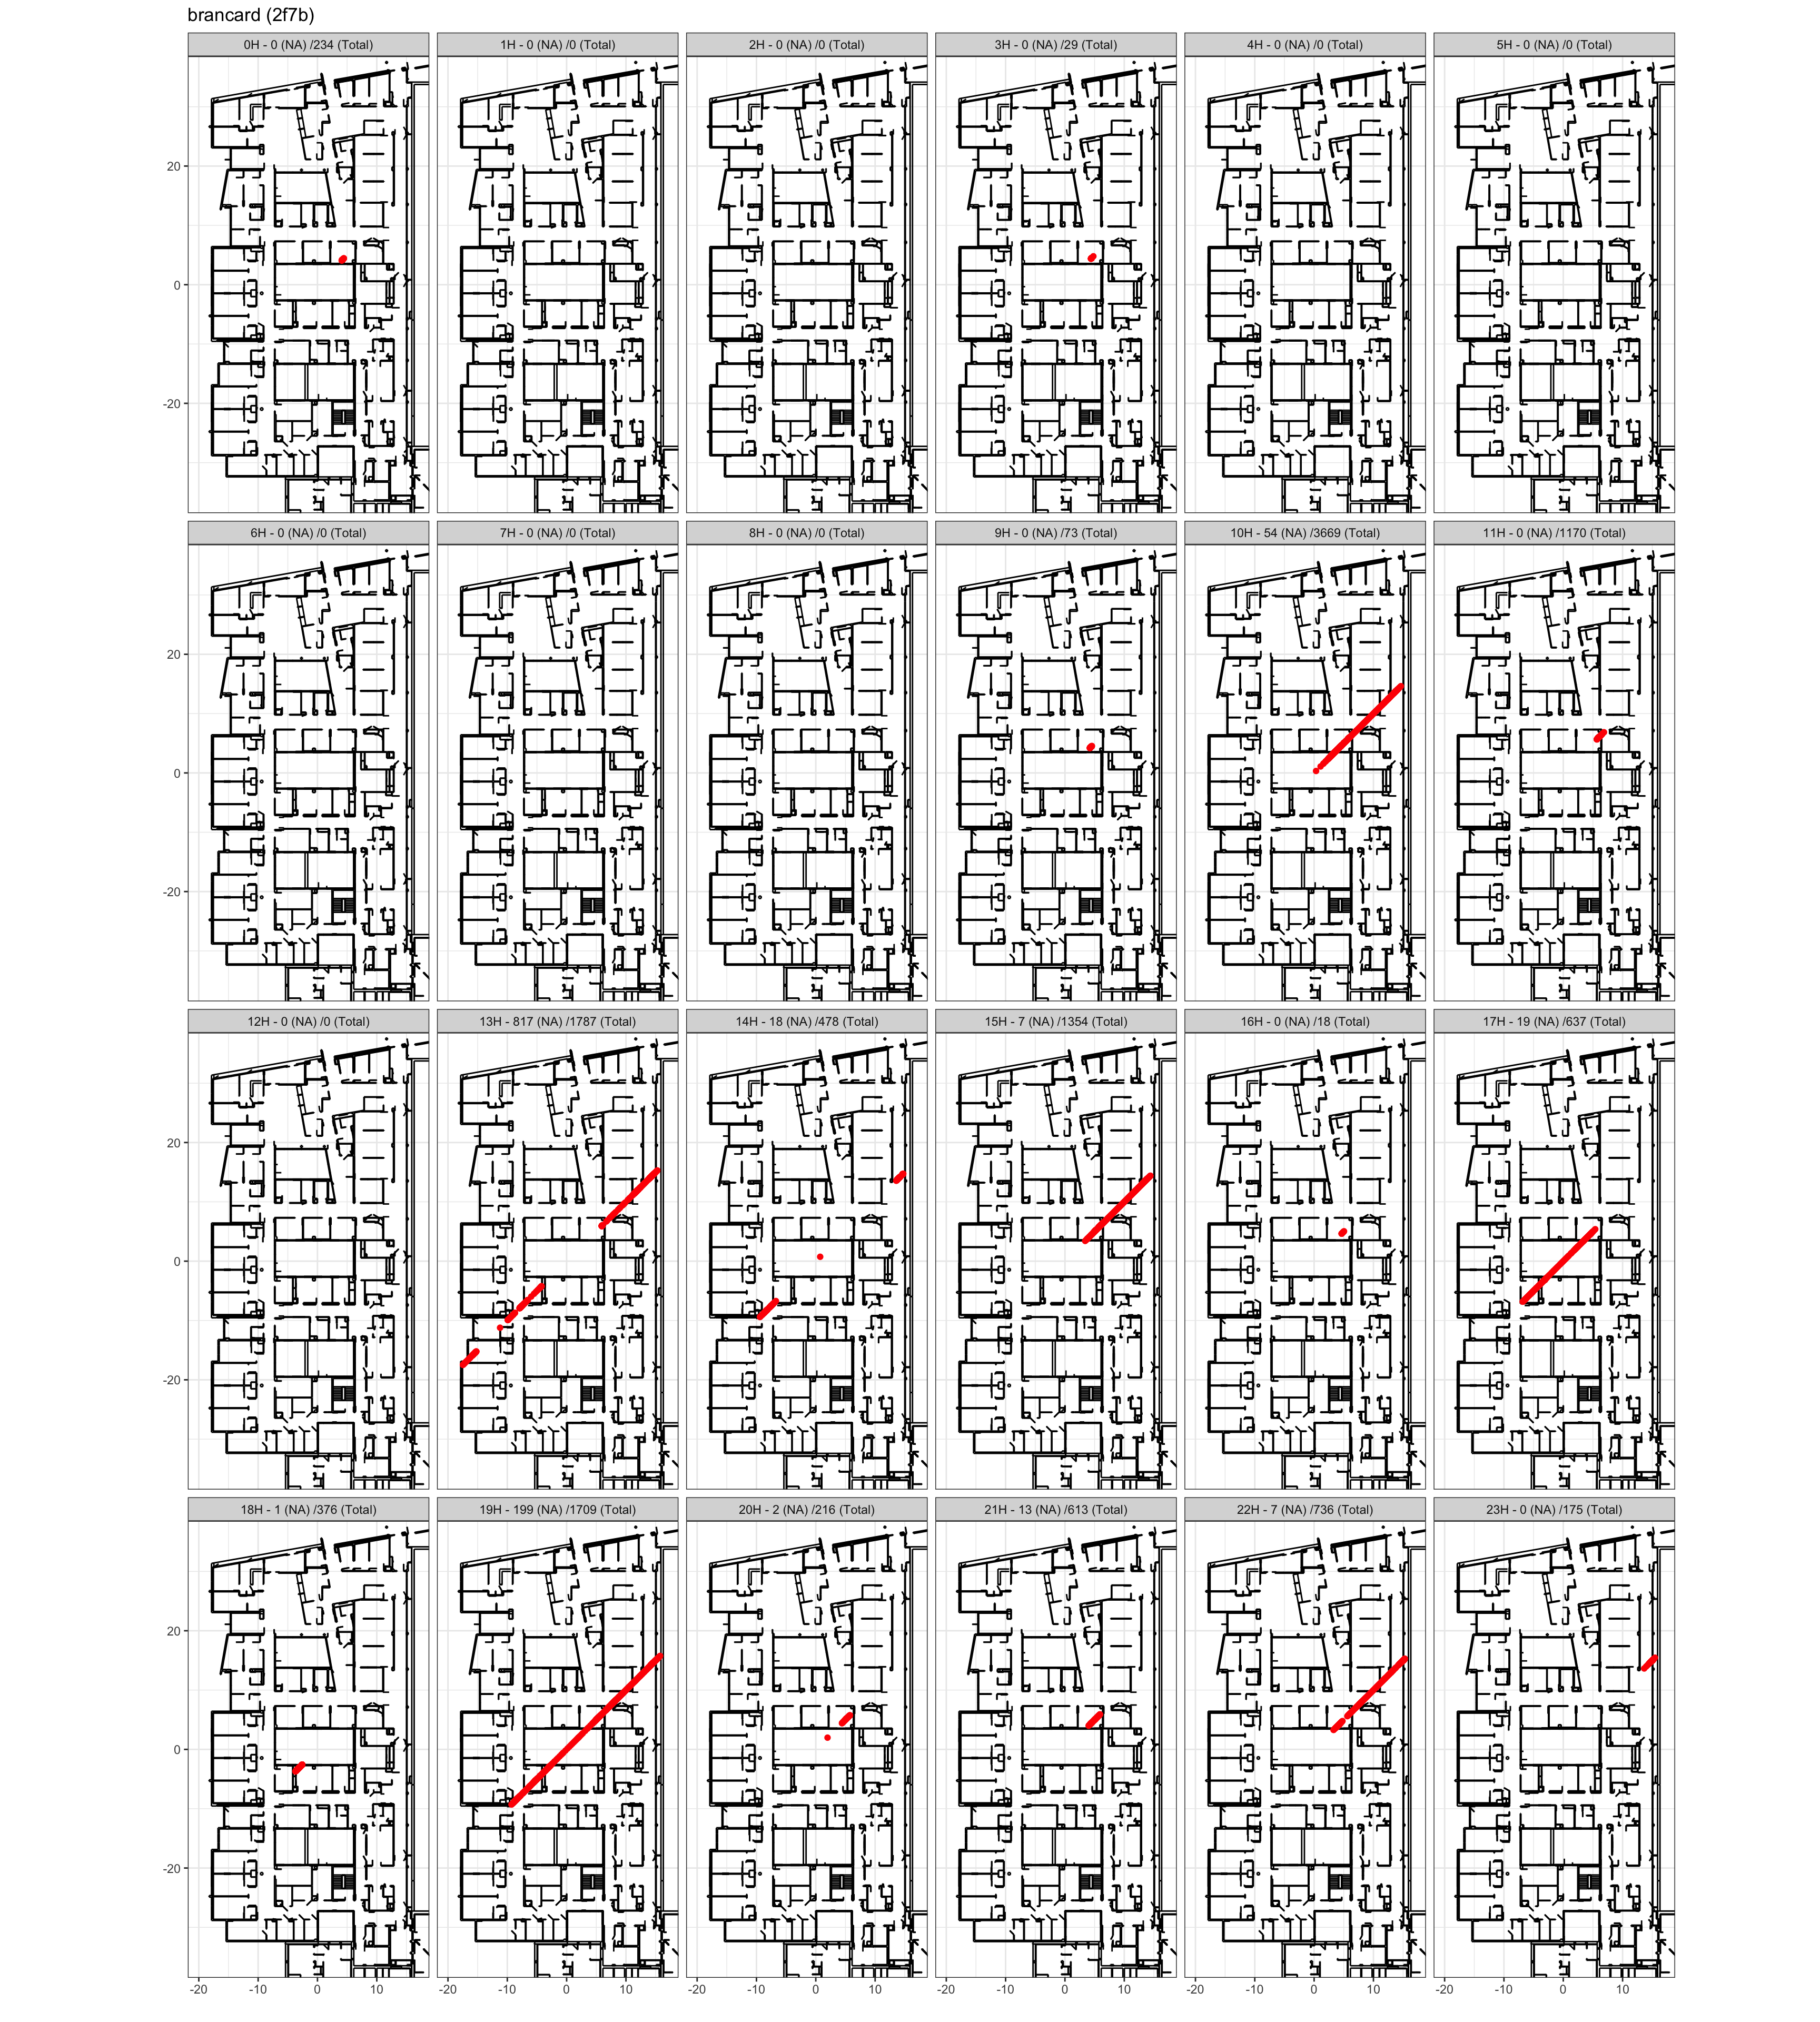 brancard (2f7b)
0H - 0 (NA) /234 (Total)
1H - 0 (NA) /0 (Total)
2H - 0 (NA) /0 (Total)
3H - 0 (NA) /29 (Total)
4H - 0 (NA) /0 (Total)
5H - 0 (NA) /0 (Total)
20
0
-20
6H - 0 (NA) /0 (Total)
7H - 0 (NA) /0 (Total)
8H - 0 (NA) /0 (Total)
9H - 0 (NA) /73 (Total)
10H - 54 (NA) /3669 (Total)
11H - 0 (NA) /1170 (Total)
20
0
-20
12H - 0 (NA) /0 (Total)
13H - 817 (NA) /1787 (Total)
14H - 18 (NA) /478 (Total)
15H - 7 (NA) /1354 (Total)
16H - 0 (NA) /18 (Total)
17H - 19 (NA) /637 (Total)
20
0
-20
18H - 1 (NA) /376 (Total)
19H - 199 (NA) /1709 (Total)
20H - 2 (NA) /216 (Total)
21H - 13 (NA) /613 (Total)
22H - 7 (NA) /736 (Total)
23H - 0 (NA) /175 (Total)
20
0
-20
-20 -10 0 10
-20 -10 0 10
-20 -10 0 10
-20 -10 0 10
-20 -10 0 10
-20 -10 0 10